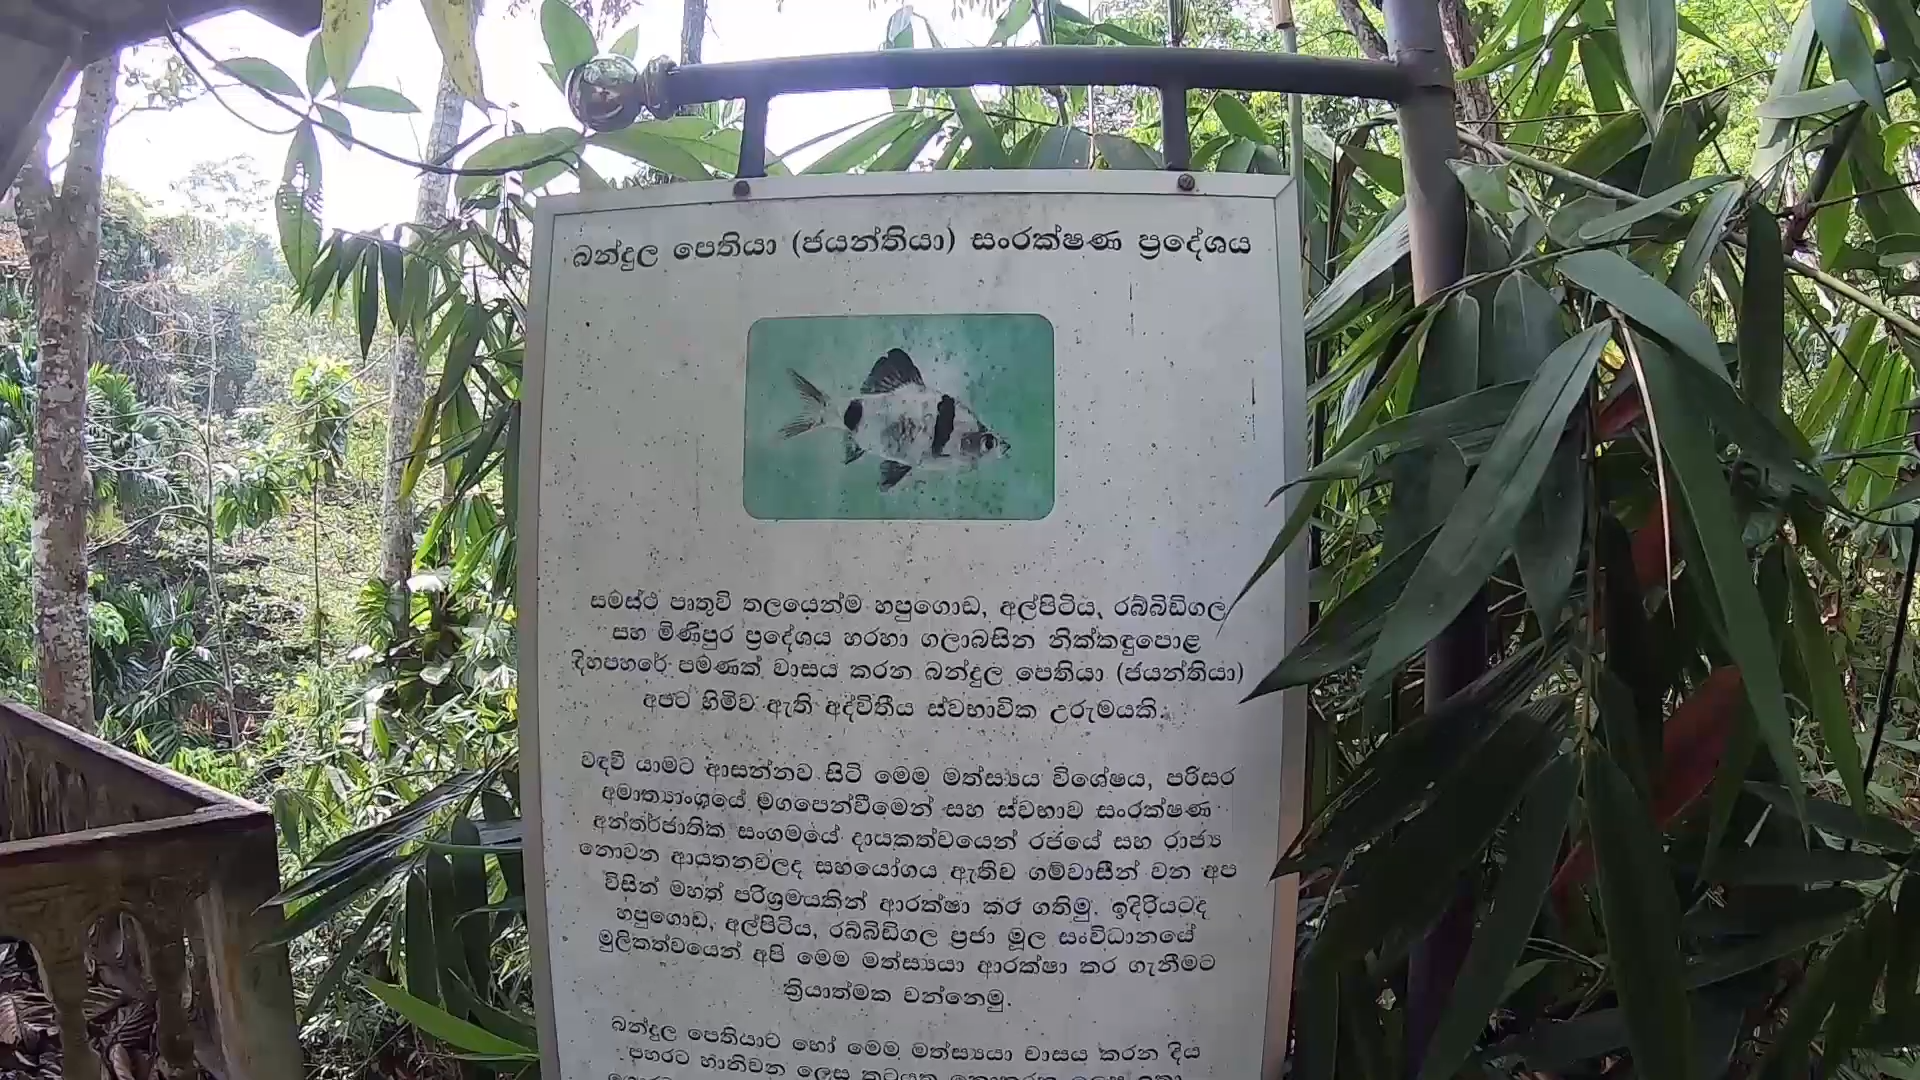 බන්දුල පෙතියා (ජයන්තියා) සංරක්ෂණ ප්‍රදේශය
සමස්ථ පෘතුවි තලයෙන්ම හපුගොඩ, අල්පිටිය, රබ්බිඩිගල
සහ මිණිපුර ප්‍රදේශය හරහා ගලාබසින නික්කඳුපොළ
දිහපහරේ පමණක් වාසය කරන බන්දුල පෙතියා (ජයන්තියා)
අපට හිමිව ඇති අද්විතීය ස්වභාවික උරුමයකි.
වඳවී යාමට ආසන්නව සිටි මෙම මත්ස්‍යය විශේෂය, පරිසර
අමාත්‍යාංශයේ මගපෙන්වීමෙන් සහ ස්වභාව සංරක්ෂණ
අන්තර්ජාතික සංගමයේ දායකත්වයෙන් රජයේ සහ රාජ්‍ය
නොවන ආයතනවලද සහයෝගය ඇතිව ගම්වාසීන් වන අප
විසින් මහත් පරිශ්‍රමයකින් ආරක්ෂා කර ගතිමු. ඉදිරියටද
හපුගොඩ, අල්පිටිය, රබ්බිඩිගල ප්‍රජා මූල සංවිධානයේ
මූලිකත්වයෙන් අපි මෙම මත්ස්‍යයා ආරක්ෂා කර ගැනීමට
ක්‍රියාත්මක වන්නෙමු.
බන්දුල පෙතියාට හෝ මෙම මත්ස්‍යයා වාසය කරන දිය
පහරට හානිවන ලෙස කටයුතු නොකරන ලෙස